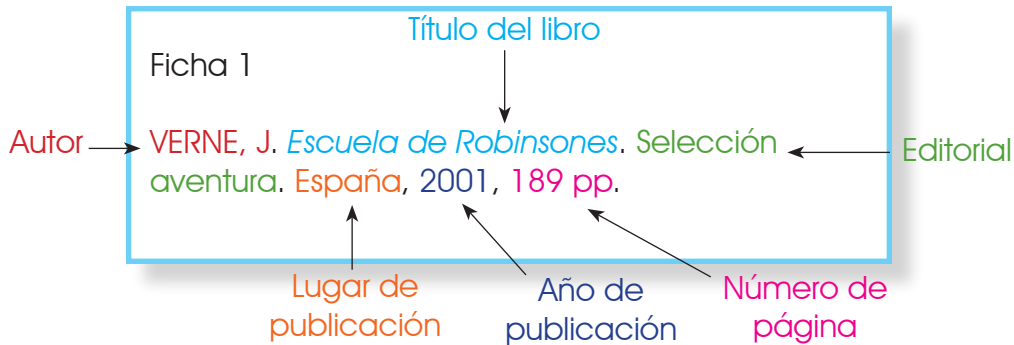 Título del libro
Ficha 1
Autor
VERNE, J. Escuela de Robinsones. Selección
aventura. España, 2001, 189 pp.
Editorial
Lugar de
publicación
Año de
publicación
Número de
página